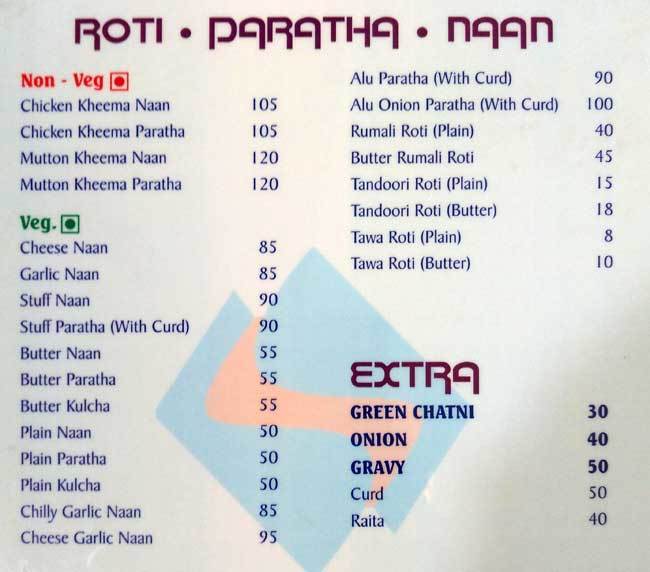 ROTI • PARATHA • NAAN
Non - Veg
Chicken Kheema Naan 105
Chicken Kheema Paratha 105
Mutton Kheema Naan 120
Mutton Kheema Paratha 120
Veg.
Cheese Naan 85
Garlic Naan 85
Stuff Naan 90
Stuff Paratha (With Curd) 90
Butter Naan 55
Butter Paratha 55
Butter Kulcha 55
Plain Naan 50
Plain Paratha 50
Plain Kulcha 50
Chilly Garlic Naan 85
Cheese Garlic Naan 95
Alu Paratha (With Curd) 90
Alu Onion Paratha (With Curd) 100
Rumali Roti (Plain) 40
Butter Rumali Roti 45
Tandoori Roti (Plain) 15
Tandoori Roti (Butter) 18
Tawa Roti (Plain) 8
Tawa Roti (Butter) 10
EXTRA
GREEN CHATNI 30
ONION 40
GRAVY 50
Curd 50
Raita 40